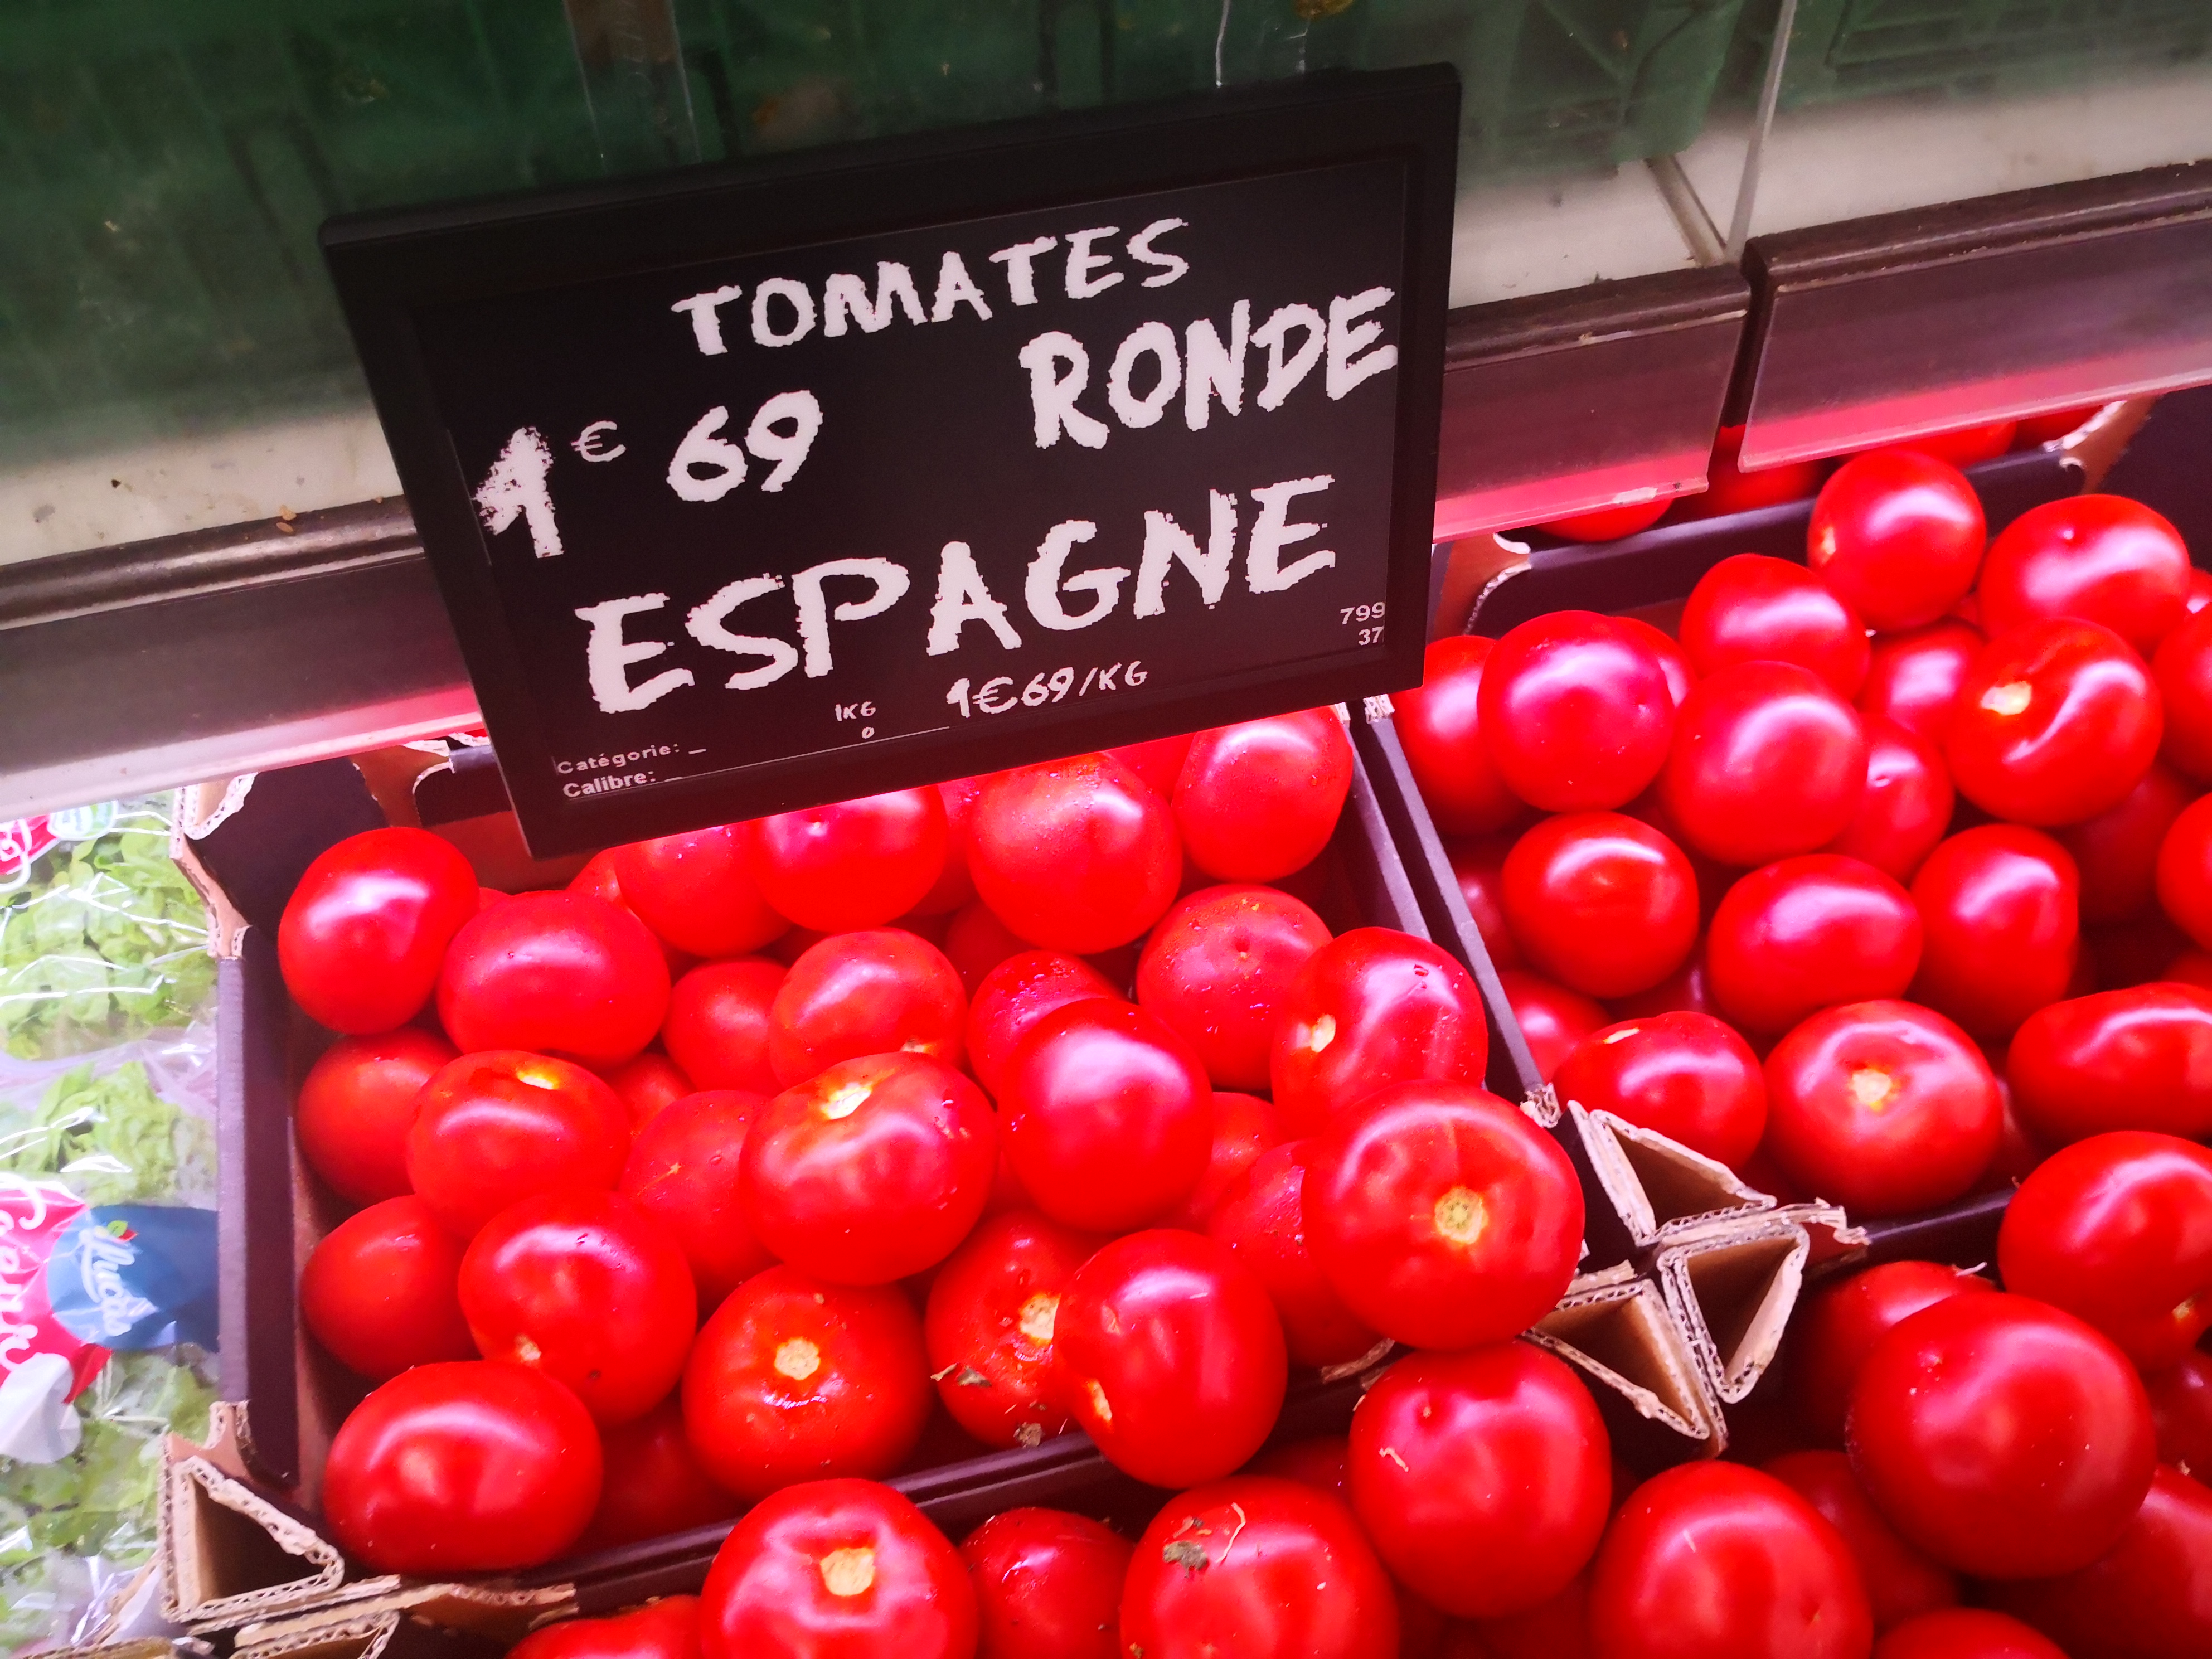 TOMATES
RONDE
1€69
ESPAGNE
799
37
1KG
0
1€69/KG
Catégorie: _
Calibre: _